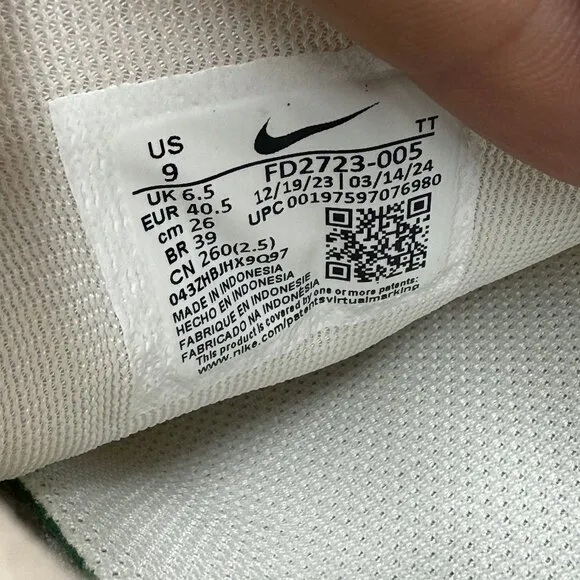 TT
US
9
FD2723-005
UK 6.5
12/19/23 | 03/14/24
EUR 40.5
UPC 00197597076980
cm 26
BR 39
CN 260(2.5)
043ZHBJHX9Q97
MADE IN INDONESIA
HECHO EN INDONESIA
FABRIQUE EN INDONESIE
FABRICADO NA INDONESIA
This product is covered by one or more patents:
www.nike.com/patentsvirtualmarking